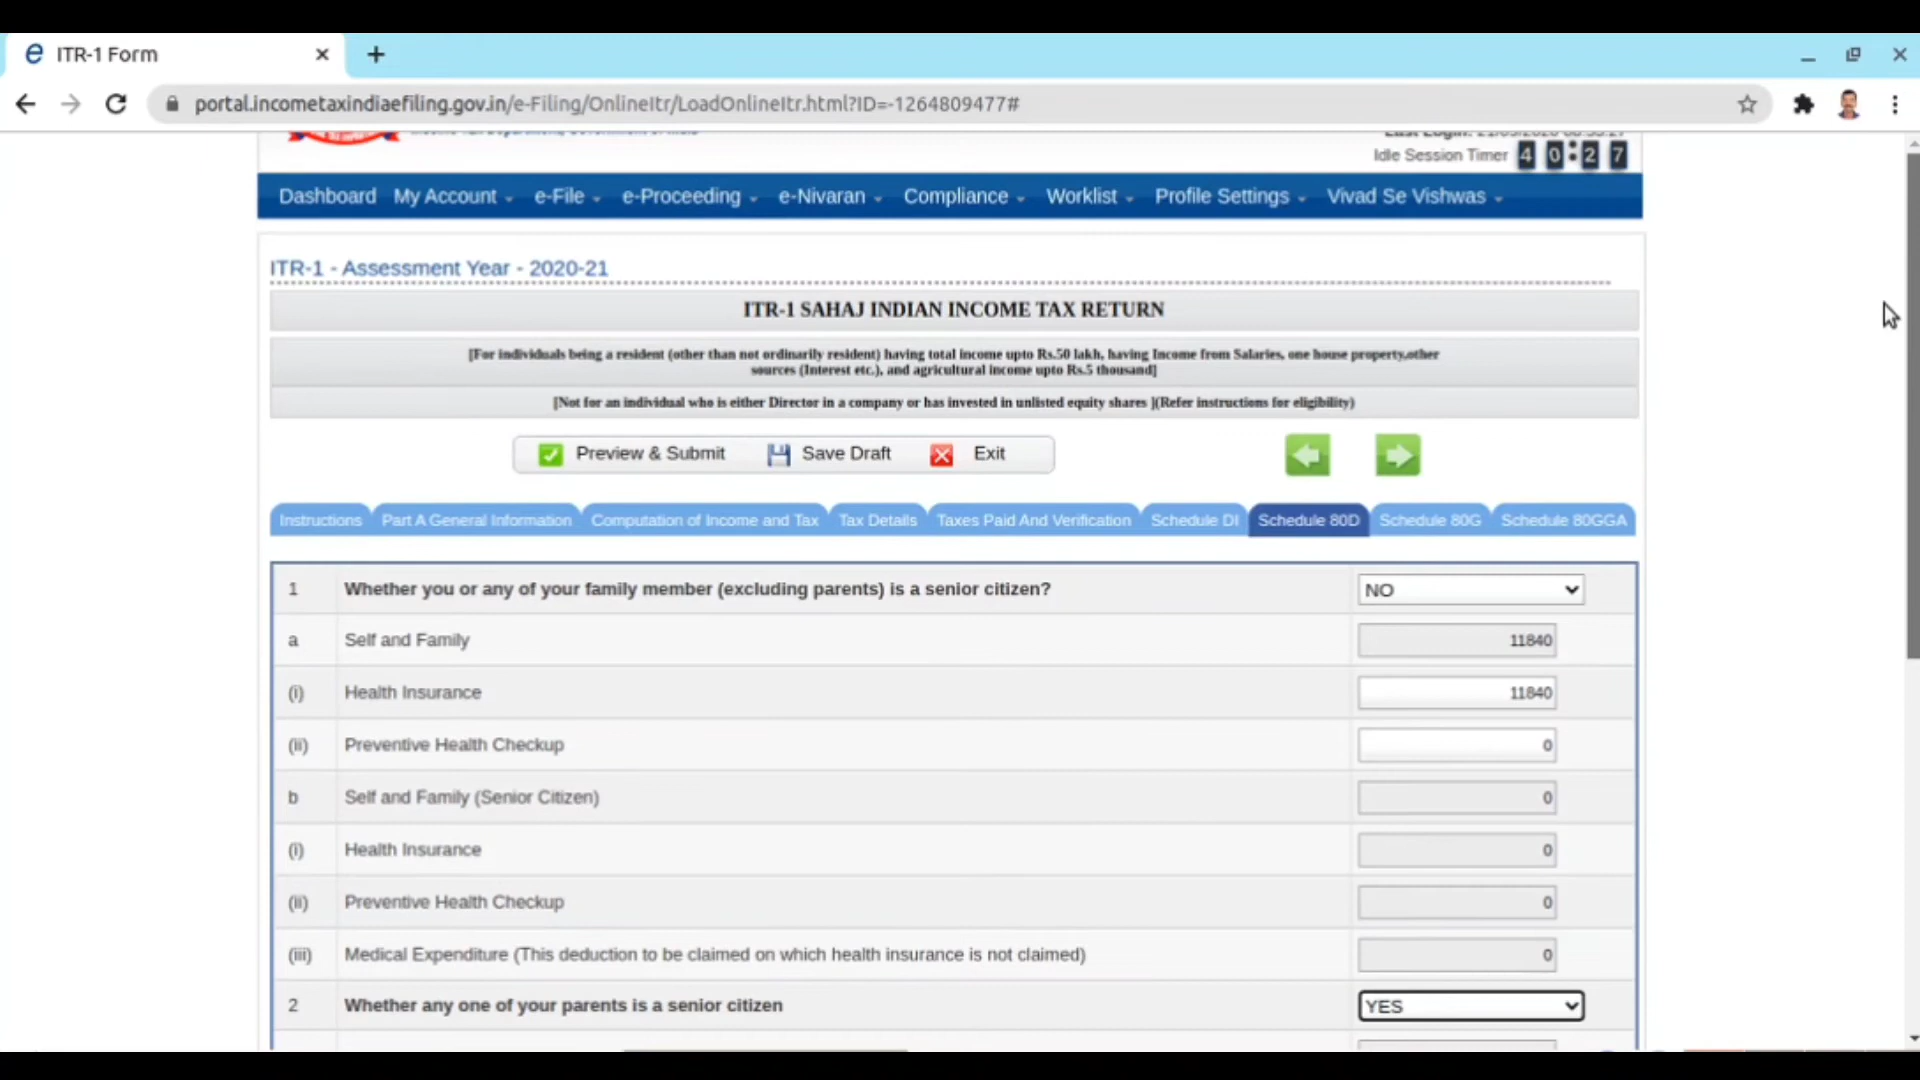 ITR-1 Form
portal.incometaxindiaefiling.gov.in/e-Filing/OnlineItr/LoadOnlineItr.html?ID=-1264809477#
Idle Session Timer 40:27
Dashboard My Account e-File e-Proceeding e-Nivaran Compliance Worklist Profile Settings Vivad Se Vishwas
ITR-1 - Assessment Year - 2020-21
ITR-1 SAHAJ INDIAN INCOME TAX RETURN
[For individuals being a resident (other than not ordinarily resident) having total income upto Rs.50 lakh, having Income from Salaries, one house property,other
sources (Interest etc.), and agricultural income upto Rs.5 thousand]
[Not for an individual who is either Director in a company or has invested in unlisted equity shares ](Refer instructions for eligibility)
Preview & Submit Save Draft Exit
Instructions Part A General Information Computation of Income and Tax Tax Details Taxes Paid And Verification Schedule DI Schedule 80D Schedule 80G Schedule 80GGA
1 Whether you or any of your family member (excluding parents) is a senior citizen? NO
a Self and Family 11840
(i) Health Insurance 11840
(ii) Preventive Health Checkup 0
b Self and Family (Senior Citizen) 0
(i) Health Insurance 0
(ii) Preventive Health Checkup 0
(iii) Medical Expenditure (This deduction to be claimed on which health insurance is not claimed) 0
2 Whether any one of your parents is a senior citizen YES